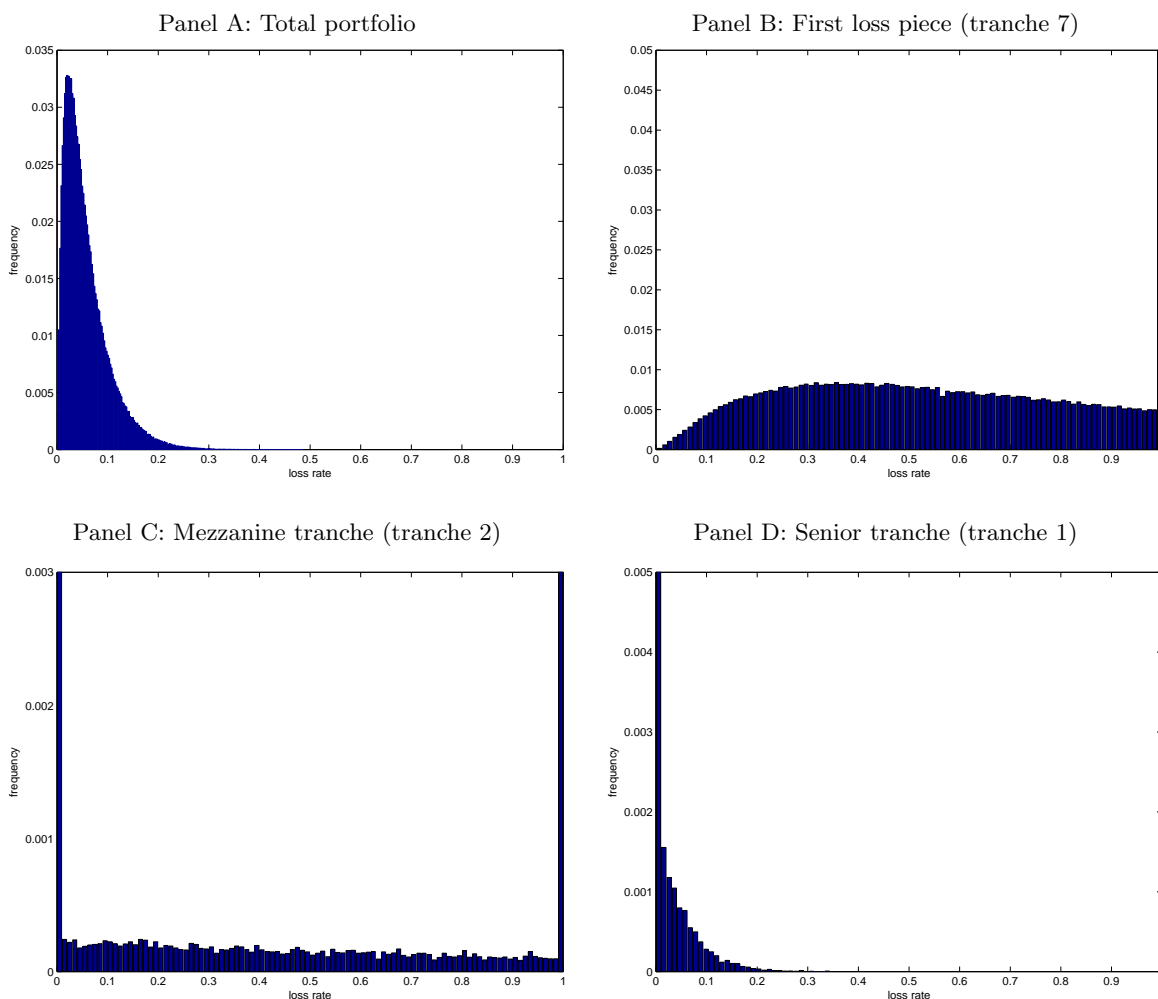 Panel A: Total portfolio
0.035
0.03
0.025
0.02
0.015
0.01
0.005
0
frequency
0 0.1 0.2 0.3 0.4 0.5 0.6 0.7 0.8 0.9 1
loss rate
Panel B: First loss piece (tranche 7)
0.05
0.045
0.04
0.035
0.03
0.025
0.02
0.015
0.01
0.005
0
frequency
0 0.1 0.2 0.3 0.4 0.5 0.6 0.7 0.8 0.9
loss rate
Panel C: Mezzanine tranche (tranche 2)
0.003
0.002
0.001
0
frequency
0 0.1 0.2 0.3 0.4 0.5 0.6 0.7 0.8 0.9 1
loss rate
Panel D: Senior tranche (tranche 1)
0.005
0.004
0.003
0.002
0.001
0
frequency
0 0.1 0.2 0.3 0.4 0.5 0.6 0.7 0.8 0.9
loss rate